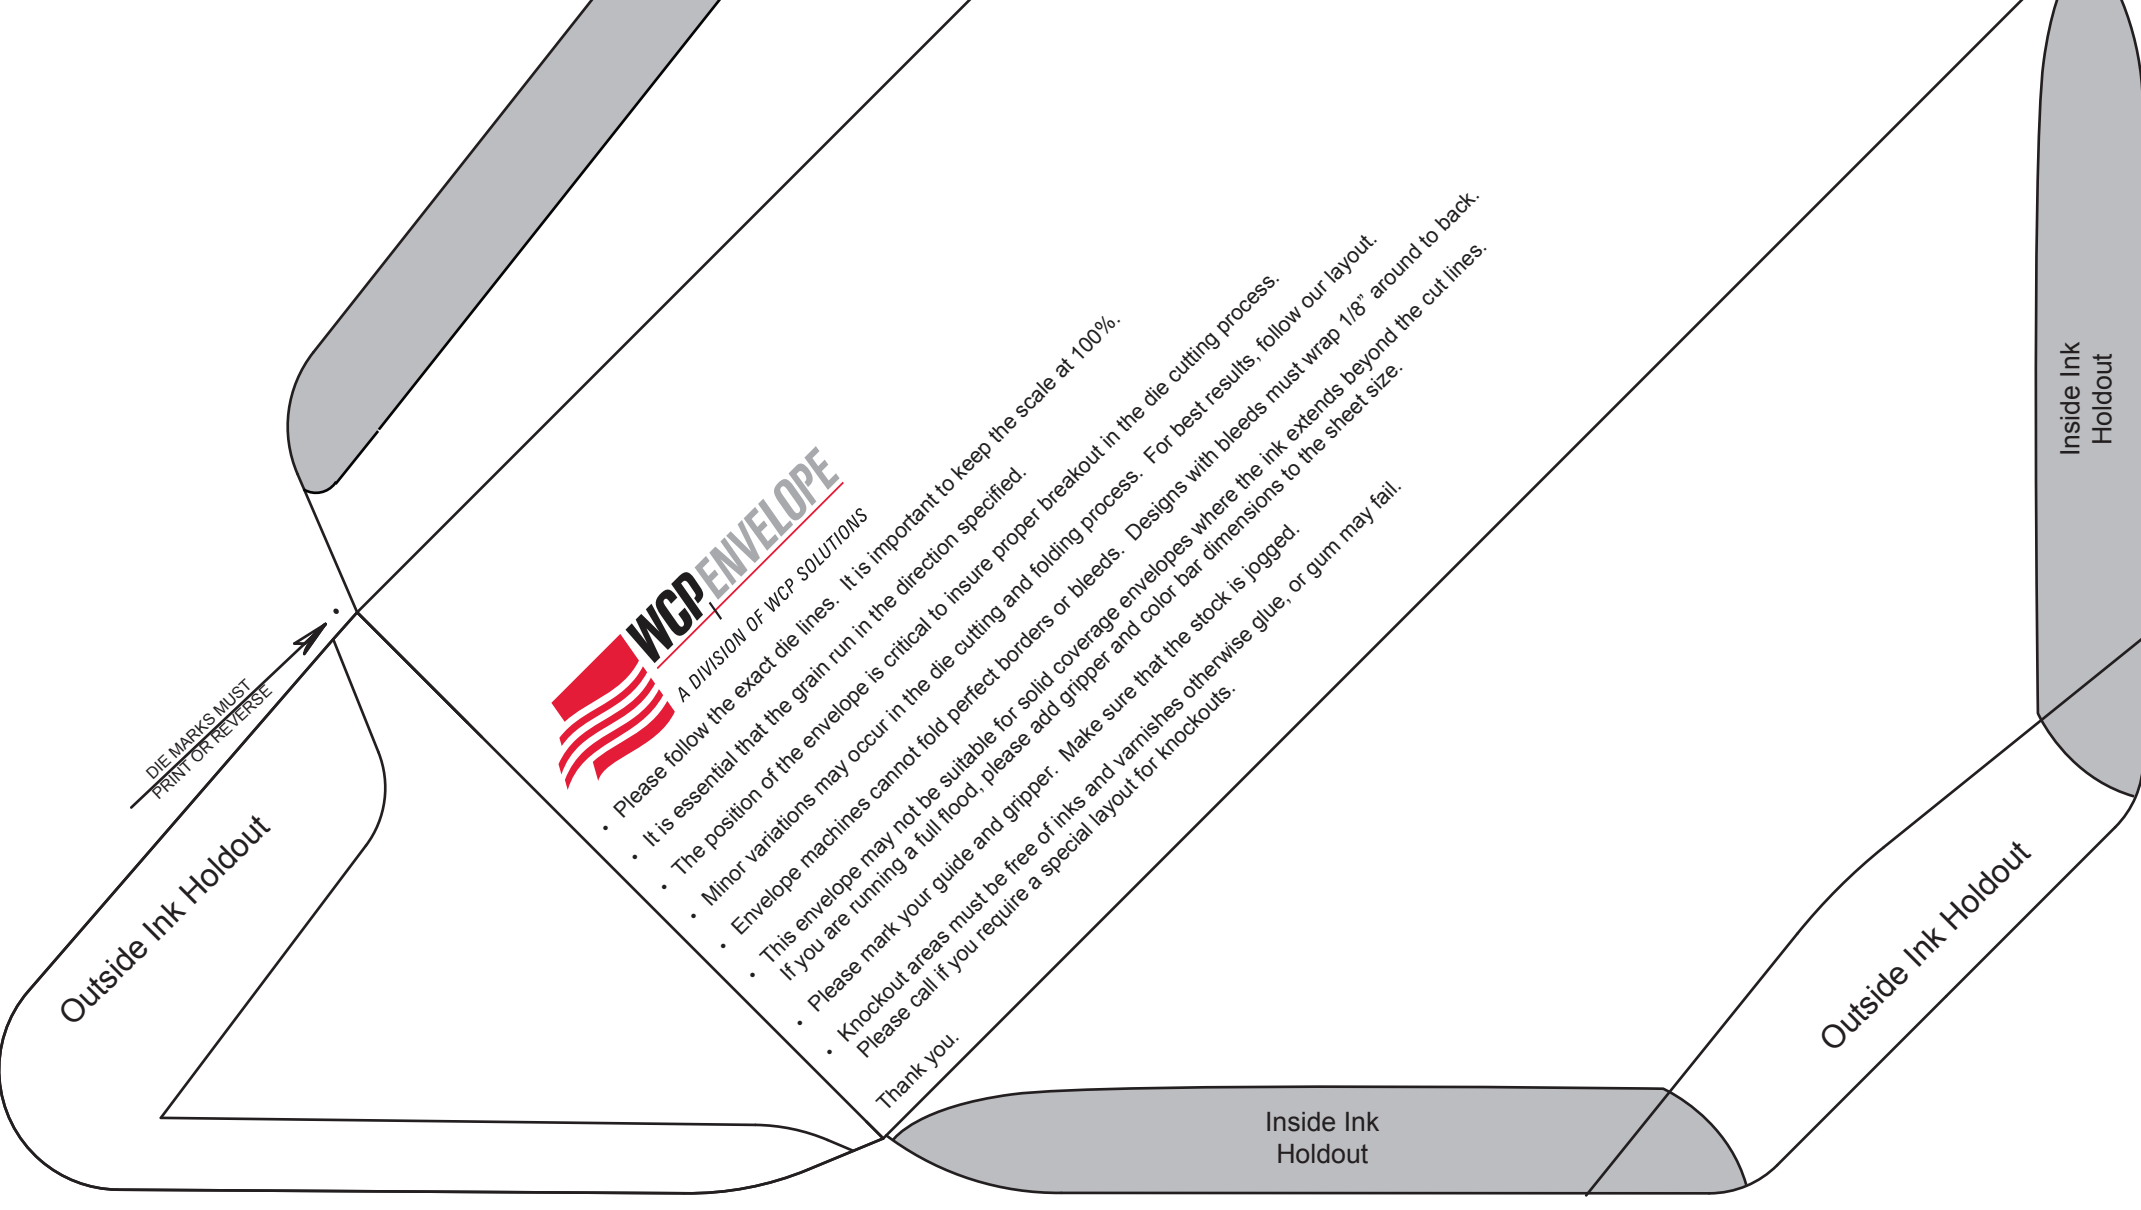 WCP ENVELOPE
A DIVISION OF WCP SOLUTIONS
• Please follow the exact die lines. It is important to keep the scale at 100%.
• It is essential that the grain run in the direction specified.
• The position of the envelope is critical to insure proper breakout in the die cutting process.
• Minor variations may occur in the die cutting and folding process. For best results, follow our layout.
• Envelope machines cannot fold perfect borders or bleeds. Designs with bleeds must wrap 1/8” around to back.
• This envelope may not be suitable for solid coverage envelopes where the ink extends beyond the cut lines.
If you are running a full flood, please add gripper and color bar dimensions to the sheet size.
• Please mark your guide and gripper. Make sure that the stock is jogged.
• Knockout areas must be free of inks and varnishes otherwise glue, or gum may fail.
Please call if you require a special layout for knockouts.
Thank you.
DIE MARKS MUST
PRINT OR REVERSE
Outside Ink Holdout
Inside Ink
Holdout
Outside Ink Holdout
Inside Ink
Holdout